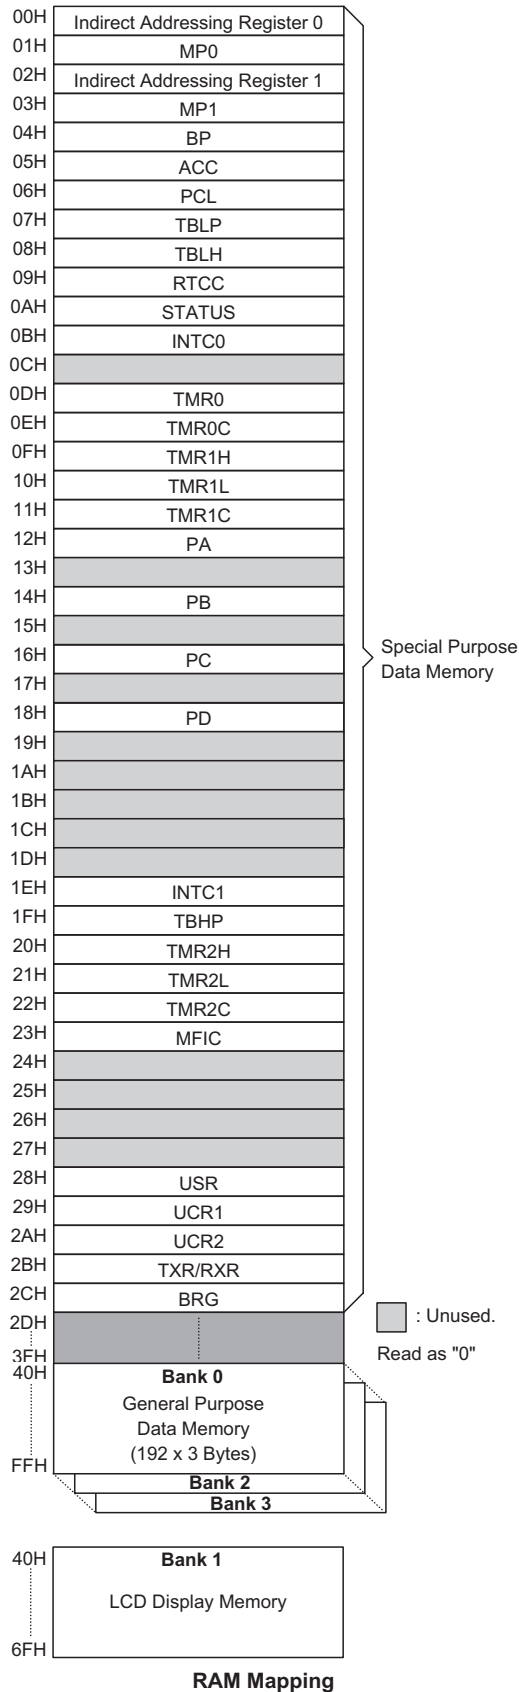 00H Indirect Addressing Register 0
01H MP0
02H Indirect Addressing Register 1
03H MP1
04H BP
05H ACC
06H PCL
07H TBLP
08H TBLH
09H RTCC
0AH STATUS
0BH INTC0
0CH
0DH TMR0
0EH TMR0C
0FH TMR1H
10H TMR1L
11H TMR1C
12H PA
13H
14H PB
15H
16H PC
17H
18H PD
19H
1AH
1BH
1CH
1DH
1EH INTC1
1FH TBHP
20H TMR2H
21H TMR2L
22H TMR2C
23H MFIC
24H
25H
26H
27H
28H USR
29H UCR1
2AH UCR2
2BH TXR/RXR
2CH BRG
2DH
3FH
Special Purpose
Data Memory
: Unused.
Read as "0"
40H Bank 0
General Purpose
Data Memory
(192 x 3 Bytes)
FFH
Bank 2
Bank 3
40H Bank 1
LCD Display Memory
6FH
RAM Mapping